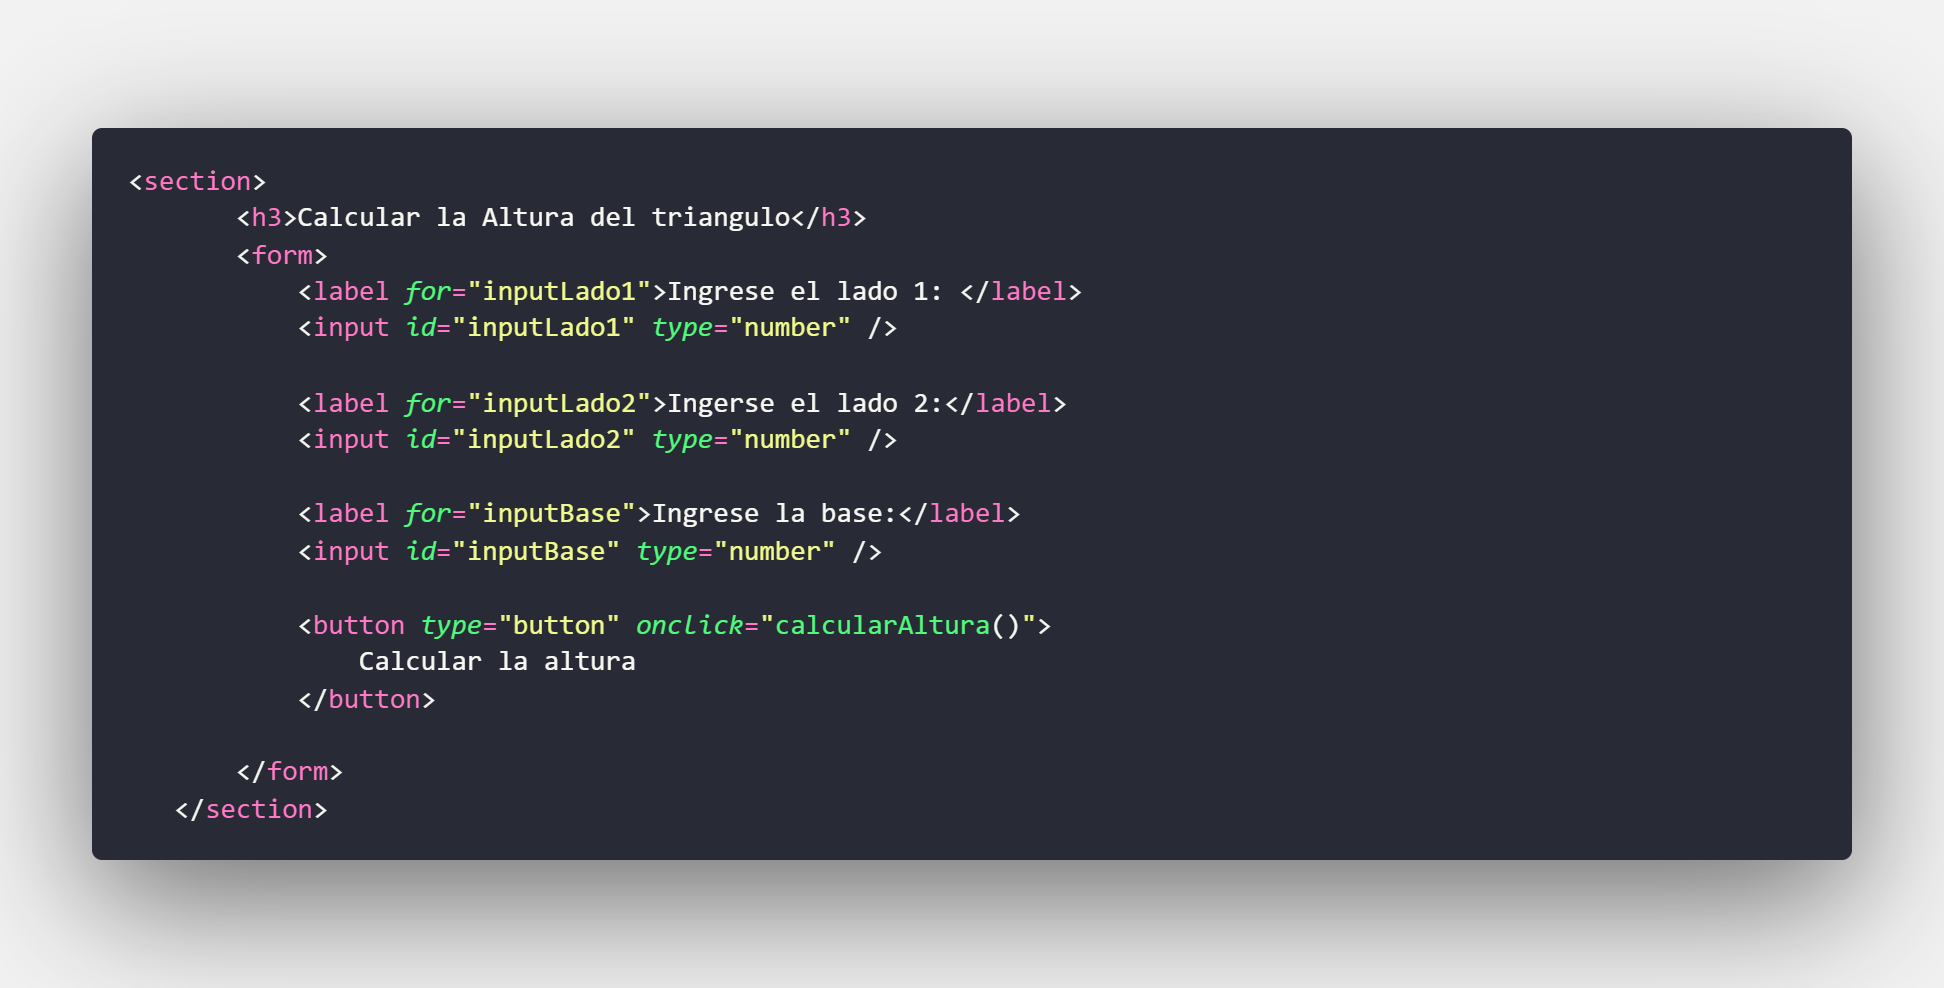 <section>
<h3>Calcular la Altura del triangulo</h3>
<form>
<label for="inputLado1">Ingrese el lado 1: </label>
<input id="inputLado1" type="number" />
<label for="inputLado2">Ingerse el lado 2:</label>
<input id="inputLado2" type="number" />
<label for="inputBase">Ingrese la base:</label>
<input id="inputBase" type="number" />
<button type="button" onclick="calcularAltura()">
Calcular la altura
</button>
</form>
</section>